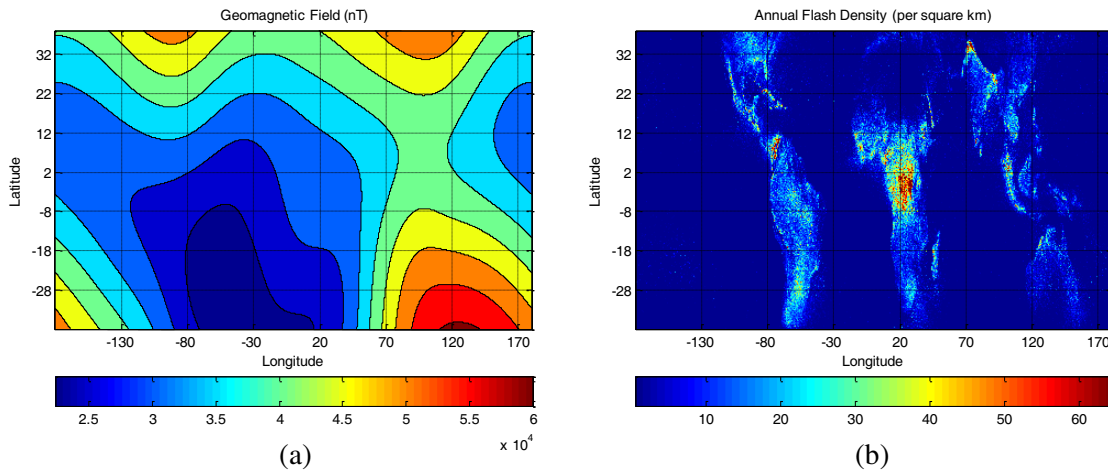 Geomagnetic Field (nT)
32
22
12
2
-8
-18
-28
Latitude
-130 -80 -30 20 70 120 170
Longitude
2.5 3 3.5 4 4.5 5 5.5 6
x 10^4
(a)
Annual Flash Density (per square km)
32
22
12
2
-8
-18
-28
Latitude
-130 -80 -30 20 70 120 170
Longitude
10 20 30 40 50 60
(b)